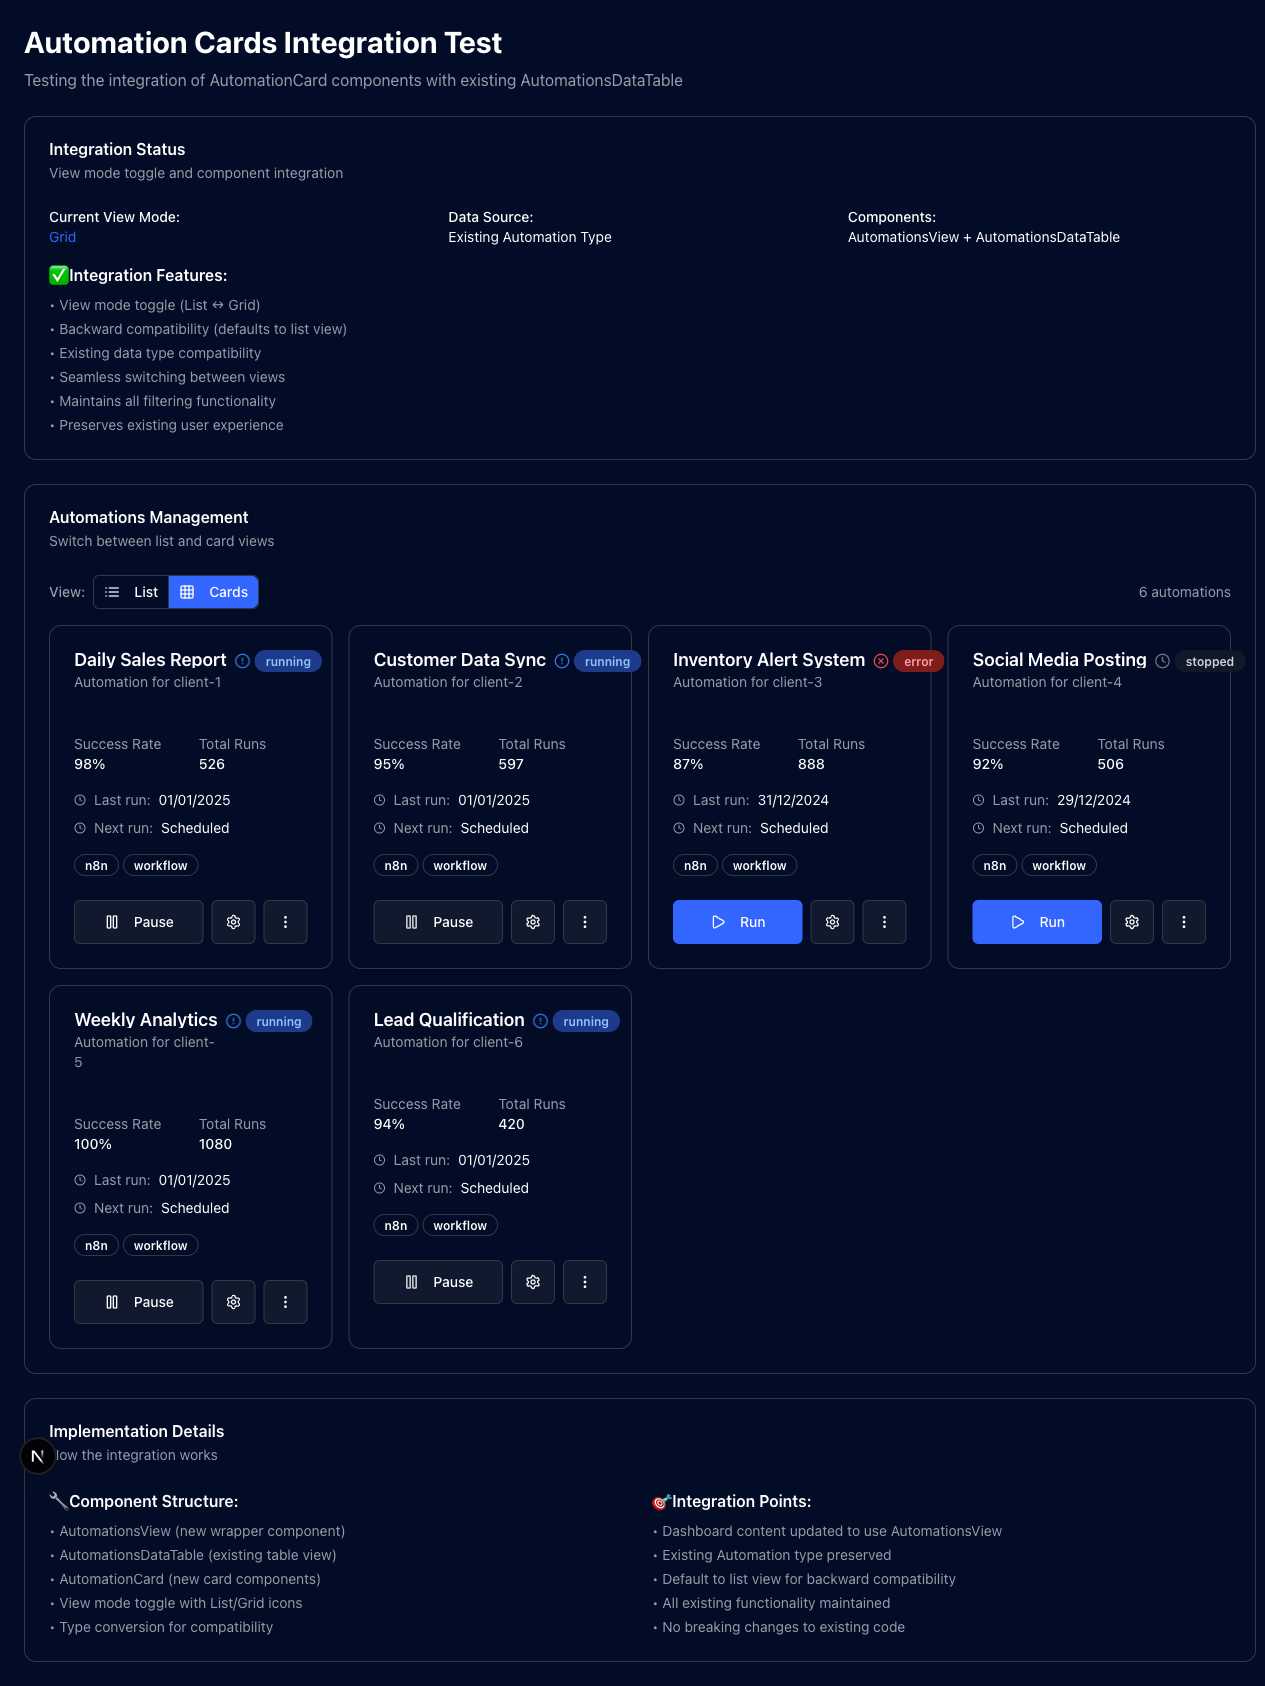 Automation Cards Integration Test
Testing the integration of AutomationCard components with existing AutomationsDataTable
Integration Status
View mode toggle and component integration
Current View Mode: Data Source: Components:
Grid Existing Automation Type AutomationsView + AutomationsDataTable
✅Integration Features:
• View mode toggle (List ↔ Grid)
• Backward compatibility (defaults to list view)
• Existing data type compatibility
• Seamless switching between views
• Maintains all filtering functionality
• Preserves existing user experience
Automations Management
Switch between list and card views
View: List Cards 6 automations
Daily Sales Report running
Automation for client-1
Success Rate Total Runs
98% 526
Last run: 01/01/2025
Next run: Scheduled
n8n workflow
Pause
Customer Data Sync running
Automation for client-2
Success Rate Total Runs
95% 597
Last run: 01/01/2025
Next run: Scheduled
n8n workflow
Pause
Inventory Alert System error
Automation for client-3
Success Rate Total Runs
87% 888
Last run: 31/12/2024
Next run: Scheduled
n8n workflow
Run
Social Media Posting stopped
Automation for client-4
Success Rate Total Runs
92% 506
Last run: 29/12/2024
Next run: Scheduled
n8n workflow
Run
Weekly Analytics running
Automation for client-
5
Success Rate Total Runs
100% 1080
Last run: 01/01/2025
Next run: Scheduled
n8n workflow
Pause
Lead Qualification running
Automation for client-6
Success Rate Total Runs
94% 420
Last run: 01/01/2025
Next run: Scheduled
n8n workflow
Pause
Implementation Details
N
How the integration works
🔧Component Structure:
• AutomationsView (new wrapper component)
• AutomationsDataTable (existing table view)
• AutomationCard (new card components)
• View mode toggle with List/Grid icons
• Type conversion for compatibility
🎯Integration Points:
• Dashboard content updated to use AutomationsView
• Existing Automation type preserved
• Default to list view for backward compatibility
• All existing functionality maintained
• No breaking changes to existing code